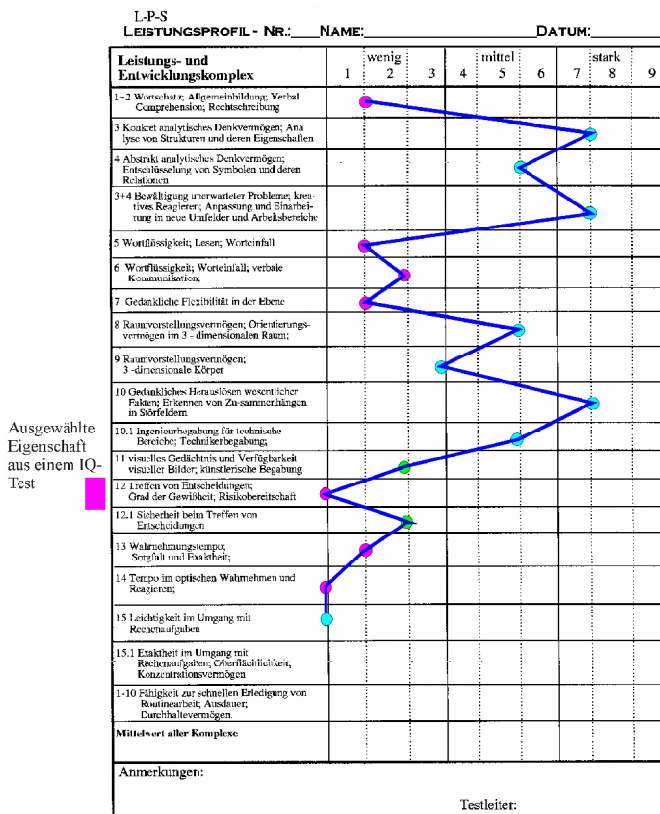 L-P-S
LEISTUNGSPROFIL - NR.:___NAME:___DATUM:___
Leistungs- und
Entwicklungskomplex
wenig mittel stark
1 2 3 4 5 6 7 8 9
1-2 Wortschatz; Allgemeinbildung; Verbal
Comprehension; Rechtschreibung
3 Konkret analytisches Denkvermögen; Ana
lyse von Strukturen und deren Eigenschaften
4 Abstrakt analytisches Denkvermögen;
Entschlüsselung von Symbolen und deren
Relationen
3+4 Bewältigung unerwarteter Probleme; krea-
tives Reagieren; Anpassung und Einarbei-
tung in neue Umfelder und Arbeitsbereiche
5 Wortflüssigkeit; Lesen; Worteinfall
6 Wortflüssigkeit; Worteinfall; verbale
Kommunikation;
7 Gedankliche Flexibilität in der Ebene
8 Raumvorstellungsvermögen; Orientierungs-
vermögen im 3 - dimensionalen Raum;
9 Raumvorstellungsvermögen;
3 -dimensionale Körper
10 Gedankliches Herauslösen wesentlicher
Fakten; Erkennen von Zu-sammerhängen
in Störfeldern
10.1 Ingenieurbegabung für technische
Bereiche; Technikerbegabung;
Ausgewählte
Eigenschaft
aus einem IQ-
Test
11 visuelles Gedächtnis und Verfügbarkeit
visueller Bilder; künstlerische Begabung
12 Treffen von Entscheidungen;
Grad der Gewißheit; Risikobereitschaft
12.1 Sicherheit beim Treffen von
Entscheidungen
13 Wahrnehmungstempo;
Sorgfalt und Exaktheit;
14 Tempo im optischen Wahrnehmen und
Reagieren;
15 Leichtigkeit im Umgang mit
Rechenaufgaben
15.1 Exaktheit im Umgang mit
Rechenaufgaben; Oberflächlichkeit;
Konzentrationsvermögen
1-10 Fähigkeit zur schnellen Erledigung von
Routinearbeit; Ausdauer;
Durchhaltevermögen.
Mittelwert aller Komplexe
Anmerkungen:
Testleiter: